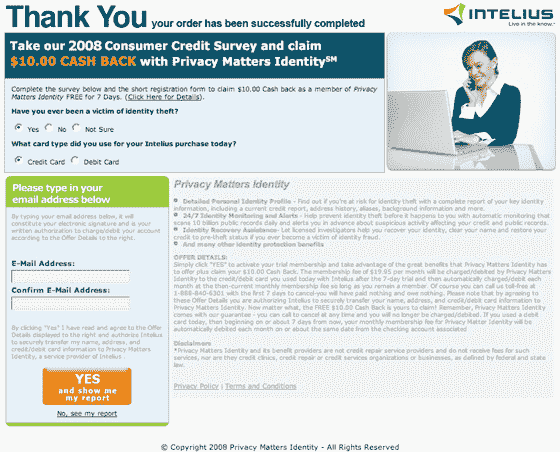 Thank You your order has been successfully completed
INTELIUS
Live in the know.™
Take our 2008 Consumer Credit Survey and claim
$10.00 CASH BACK with Privacy Matters Identity℠
Complete the survey below and the short registration form to claim $10.00 Cash back as a member of Privacy
Matters Identity FREE for 7 Days. (Click Here for Details).
Have you ever been a victim of identity theft?
Yes No Not Sure
What card type did you use for your Intelius purchase today?
Credit Card Debit Card
Please type in your
email address below
By typing your email address below, it will
constitute your electronic signature and is your
written authorization to charge/debit your account
according to the Offer Details to the right.
E-Mail Address:
Confirm E-Mail Address:
By clicking "Yes" I have read and agree to the Offer
Details displayed to the right and authorize Intelius
to securely transfer my name, address, and
credit/debit card information to Privacy Matters
Identity, a service provider of Intelius.
YES
and show me
my report
No, see my report
Privacy Matters Identity
Detailed Personal Identity Profile - Find out if you're at risk for identity theft with a complete report of your key identity
information, including a current credit report, address history, aliases, background information and more.
24/7 Identity Monitoring and Alerts - Help prevent identity theft before it happens to you with automatic monitoring that
scans 10 billion public records daily and alerts you in advance about suspicious activity affecting your credit and public records.
Identity Recovery Assistance - Let licensed investigators help you recover your identity, clear your name and restore your
credit to pre-theft status if you ever become a victim of identity fraud.
And many other identity protection benefits
OFFER DETAILS:
Simply click "YES" to activate your trial membership and take advantage of the great benefits that Privacy Matters Identity has
to offer plus claim your $10.00 Cash Back. The membership fee of $19.95 per month will be charged/debited by Privacy Matters
Identity to the credit/debit card you used today with Intelius after the 7-day trial and then automatically charged/debited each
month at the then-current monthly membership fee so long as you remain a member. Of course you can call us toll-free at
1-888-840-6301 within the first 7 days to cancel-you will have paid nothing and owe nothing. Please note that by agreeing to
these Offer Details you are authorizing Intelius to securely transfer your name, address, and credit/debit card information to
Privacy Matters Identity. Now matter what, the FREE $10.00 Cash Back is yours to claim! Remember, Privacy Matters Identity
comes with our guarantee - you can call to cancel at any time and you will no longer be charged/debited. If you used a debit
card today, then beginning on or about 7 days from now, your monthly membership fee for Privacy Matter Identity will be
automatically debited each month on or about the same date from the checking account associated
Disclaimers
*Privacy Matters Identity and its benefit providers are not credit repair service providers and do not receive fees for such
services, nor are they credit clinics, credit repair or credit services organizations or businesses, as defined by federal and state
law.
Privacy Policy | Terms and Conditions
© Copyright 2008 Privacy Matters Identity - All Rights Reserved